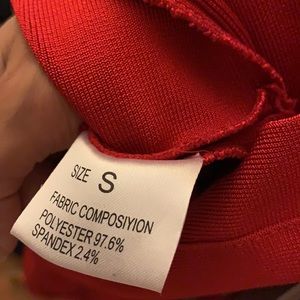 SIZE S
FABRIC COMPOSIYION
POLYESTER 97.6%
SPANDEX 2.4%